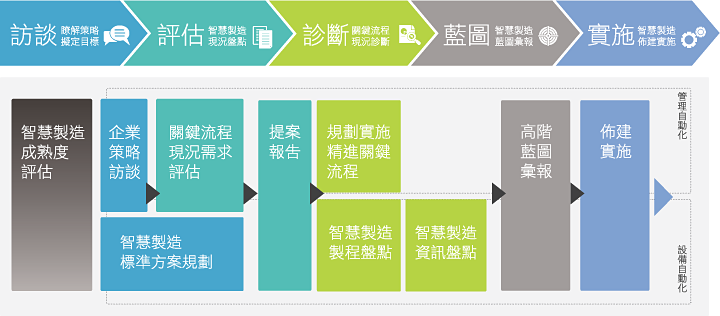 訪談
瞭解策略
擬定目標
評估
智慧製造
現況盤點
診斷
關鍵流程
現況診斷
藍圖
智慧製造
藍圖彙報
實施
智慧製造
佈建實施
管理自動化
智慧製造
成熟度
評估
企業
策略
訪談
關鍵流程
現況需求
評估
提案
報告
規劃實施
精進關鍵
流程
高階
藍圖
彙報
佈建
實施
智慧製造
標準方案規劃
智慧製造
製程盤點
智慧製造
資訊盤點
設備自動化